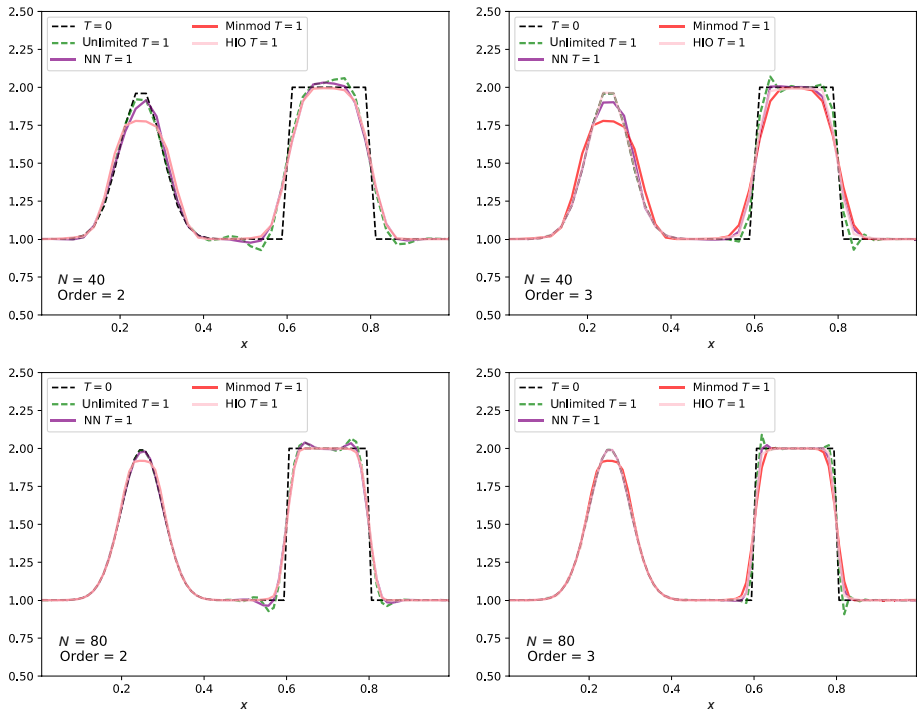 2.50
2.25
2.00
1.75
1.50
1.25
1.00
0.75
0.50
T = 0
Unlimited T = 1
NN T = 1
Minmod T = 1
HIO T = 1
N = 40
Order = 2
0.2 0.4 0.6 0.8
x
2.50
2.25
2.00
1.75
1.50
1.25
1.00
0.75
0.50
T = 0
Unlimited T = 1
NN T = 1
Minmod T = 1
HIO T = 1
N = 40
Order = 3
0.2 0.4 0.6 0.8
x
2.50
2.25
2.00
1.75
1.50
1.25
1.00
0.75
0.50
T = 0
Unlimited T = 1
NN T = 1
Minmod T = 1
HIO T = 1
N = 80
Order = 2
0.2 0.4 0.6 0.8
x
2.50
2.25
2.00
1.75
1.50
1.25
1.00
0.75
0.50
T = 0
Unlimited T = 1
NN T = 1
Minmod T = 1
HIO T = 1
N = 80
Order = 3
0.2 0.4 0.6 0.8
x